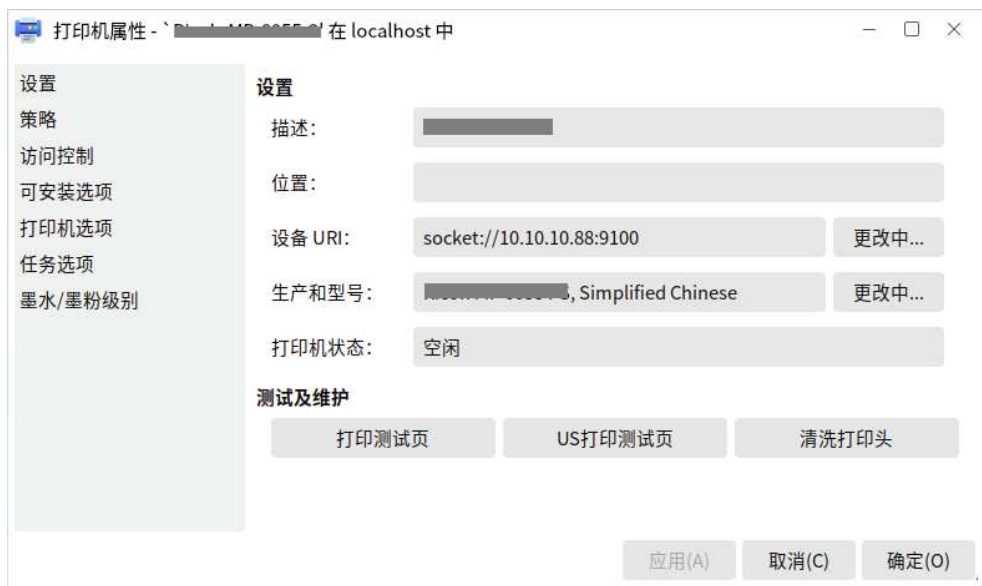 打印机属性 - ` ' 在 localhost 中
设置
策略
访问控制
可安装选项
打印机选项
任务选项
墨水/墨粉级别
设置
描述：
位置：
设备 URI： socket://10.10.10.88:9100 更改中...
生产和型号： , Simplified Chinese 更改中...
打印机状态： 空闲
测试及维护
打印测试页 US打印测试页 清洗打印头
应用(A) 取消(C) 确定(O)